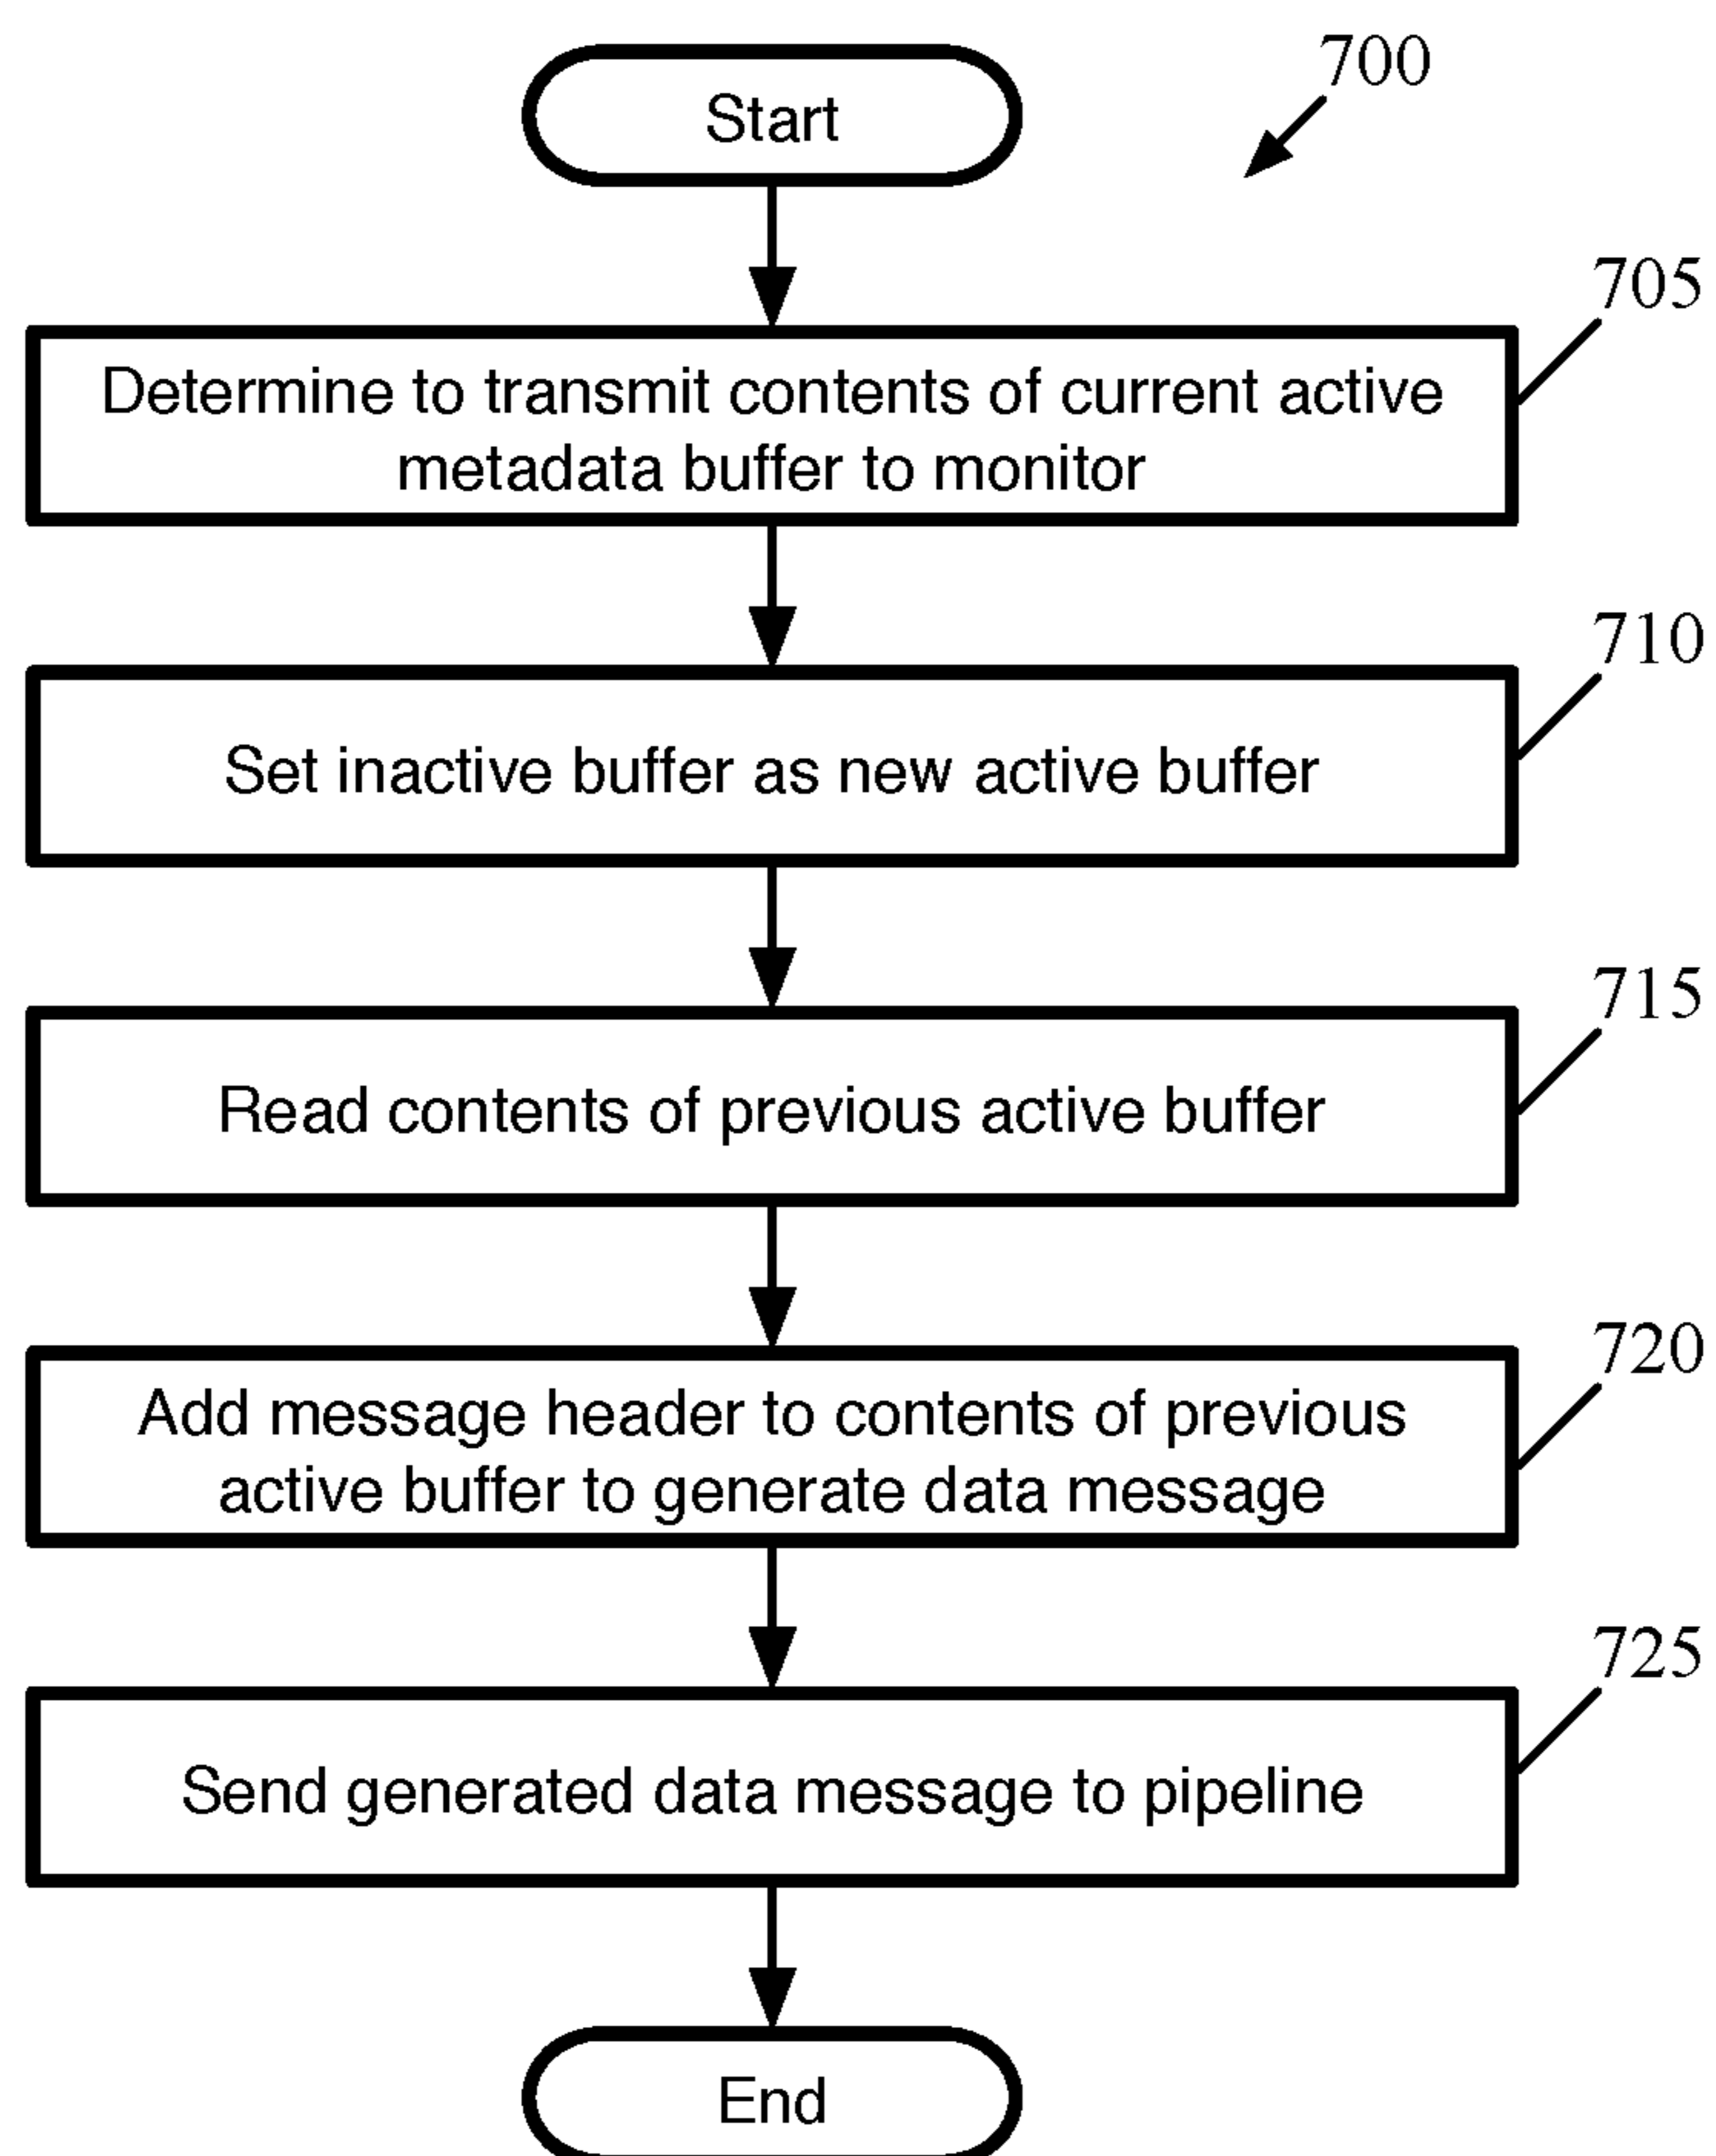 700
Start
705
Determine to transmit contents of current active
metadata buffer to monitor
710
Set inactive buffer as new active buffer
715
Read contents of previous active buffer
720
Add message header to contents of previous
active buffer to generate data message
725
Send generated data message to pipeline
End